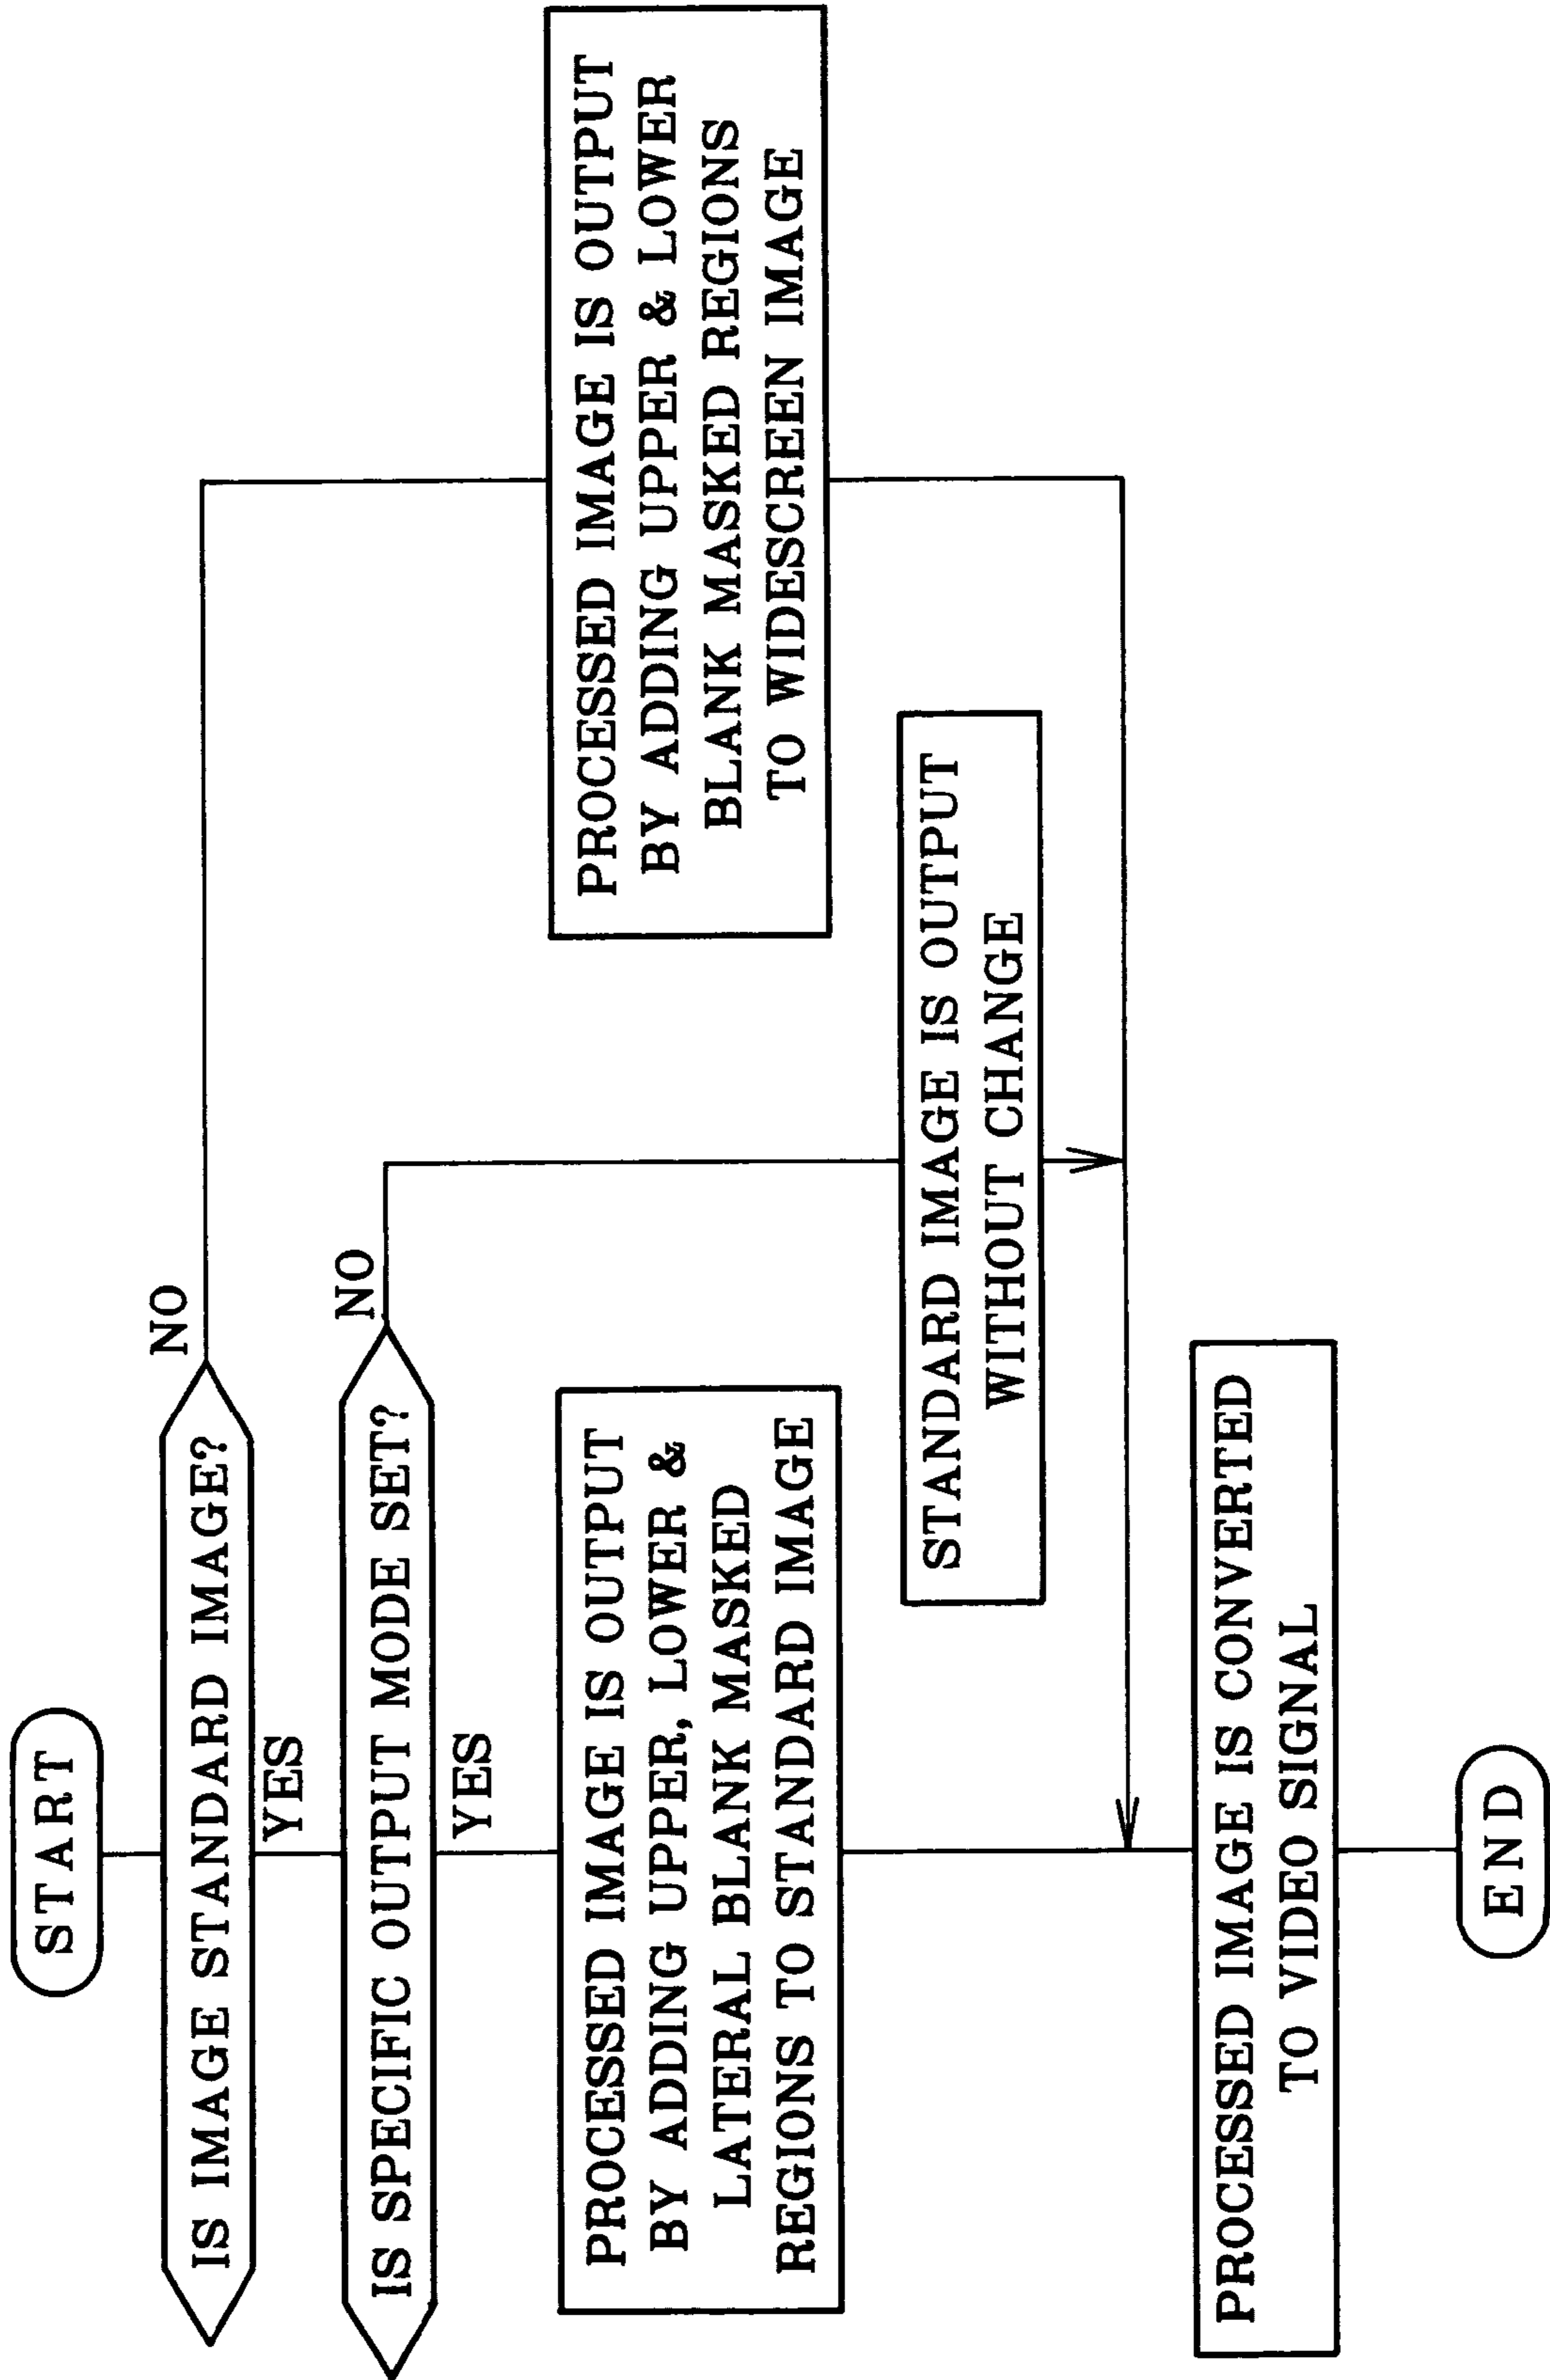 START
IS IMAGE STANDARD IMAGE?
NO
YES
IS SPECIFIC OUTPUT MODE SET?
NO
YES
PROCESSED IMAGE IS OUTPUT
BY ADDING UPPER, LOWER &
LATERAL BLANK MASKED
REGIONS TO STANDARD IMAGE
PROCESSED IMAGE IS OUTPUT
BY ADDING UPPER & LOWER
BLANK MASKED REGIONS
TO WIDESCREEN IMAGE
STANDARD IMAGE IS OUTPUT
WITHOUT CHANGE
PROCESSED IMAGE IS CONVERTED
TO VIDEO SIGNAL
END